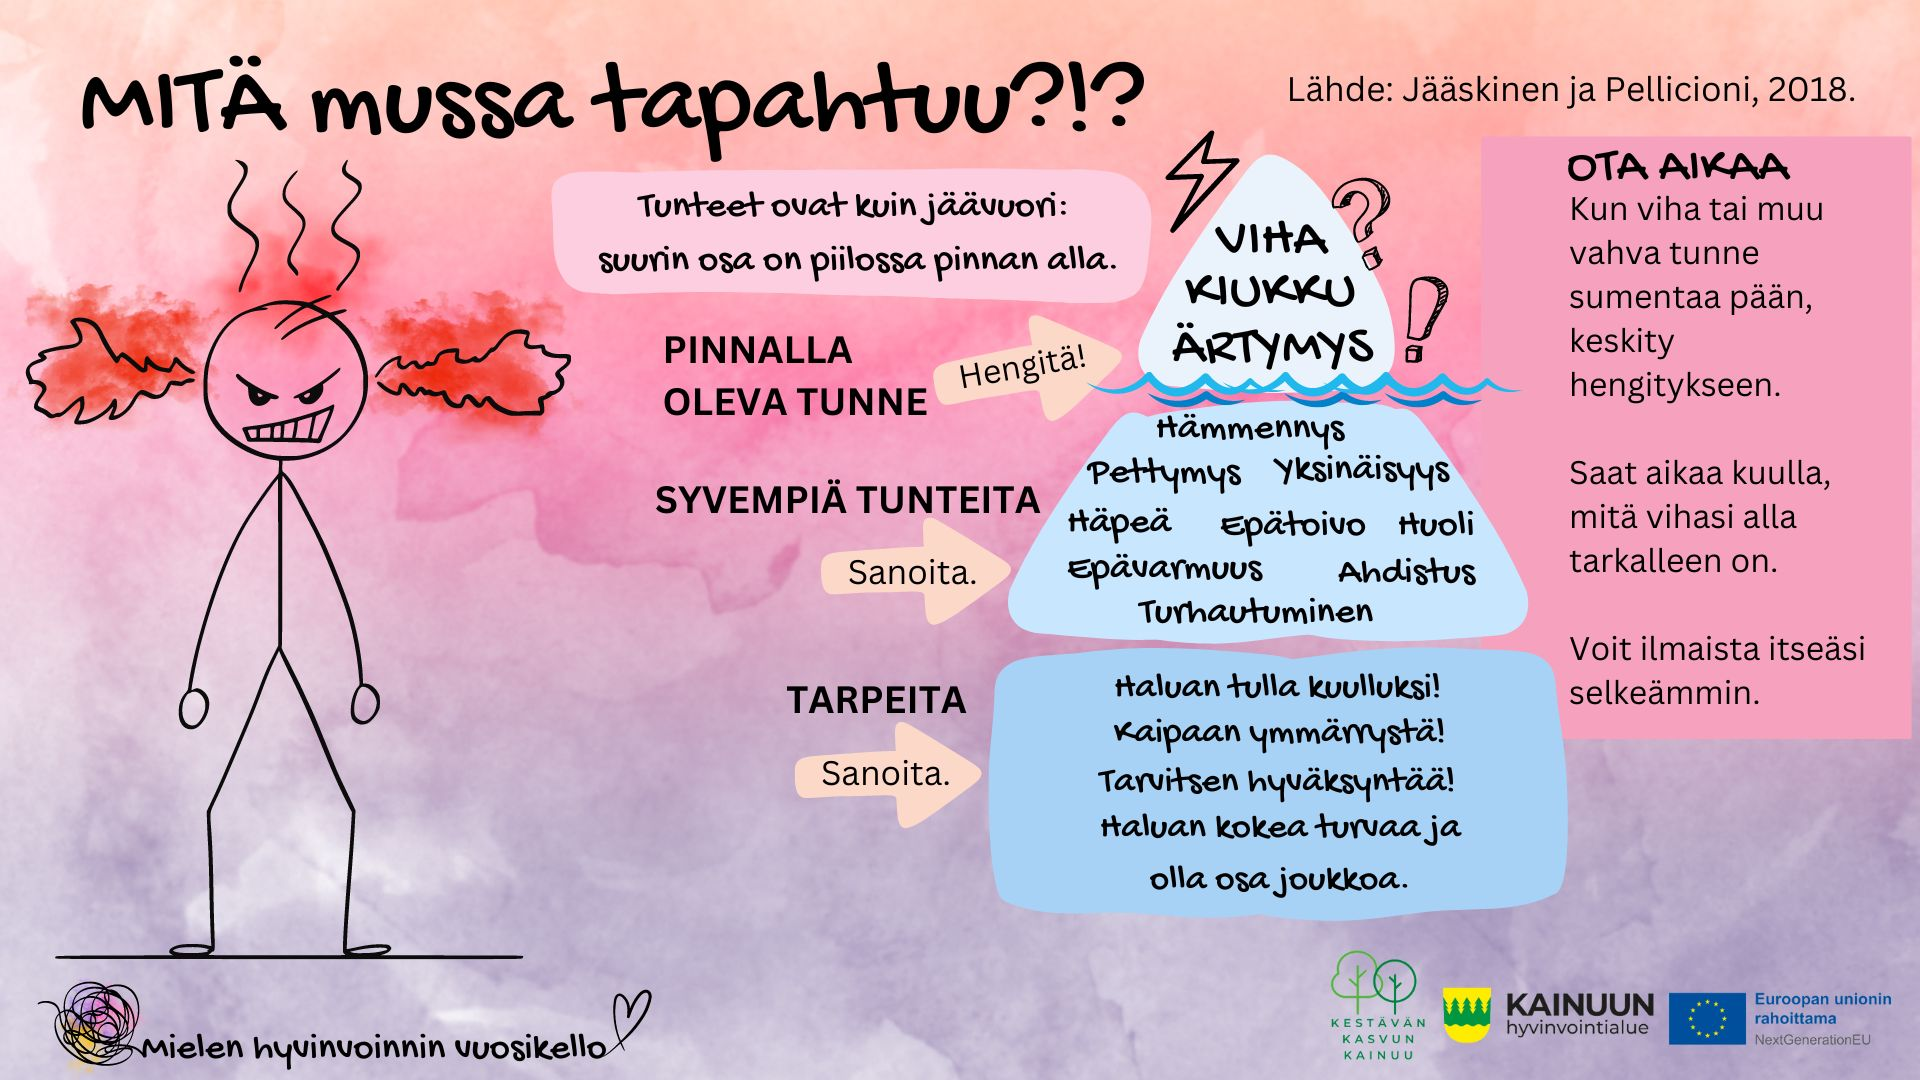 MITÄ mussa tapahtuu?!?
Lähde: Jääskinen ja Pellicioni, 2018.
Tunteet ovat kuin jäävuori:
suurin osa on piilossa pinnan alla.
PINNALLA
OLEVA TUNNE
Hengitä!
VIHA
KIUKKU
ÄRTYMYS
SYVEMPIÄ TUNTEITA
Sanoita.
Hämmennys
Pettymys Yksinäisyys
Häpeä Epätoivo Huoli
Epävarmuus Ahdistus
Turhautuminen
TARPEITA
Sanoita.
Haluan tulla kuulluksi!
Kaipaan ymmärrystä!
Tarvitsen hyväksyntää!
Haluan kokea turvaa ja
olla osa joukkoa.
OTA AIKAA
Kun viha tai muu
vahva tunne
sumentaa pään,
keskity
hengitykseen.
Saat aikaa kuulla,
mitä vihasi alla
tarkalleen on.
Voit ilmaista itseäsi
selkeämmin.
Mielen hyvinvoinnin vuosikello
KESTÄVÄN
KASVUN
KAINUU
KAINUUN
hyvinvointialue
Euroopan unionin
rahoittama
NextGenerationEU